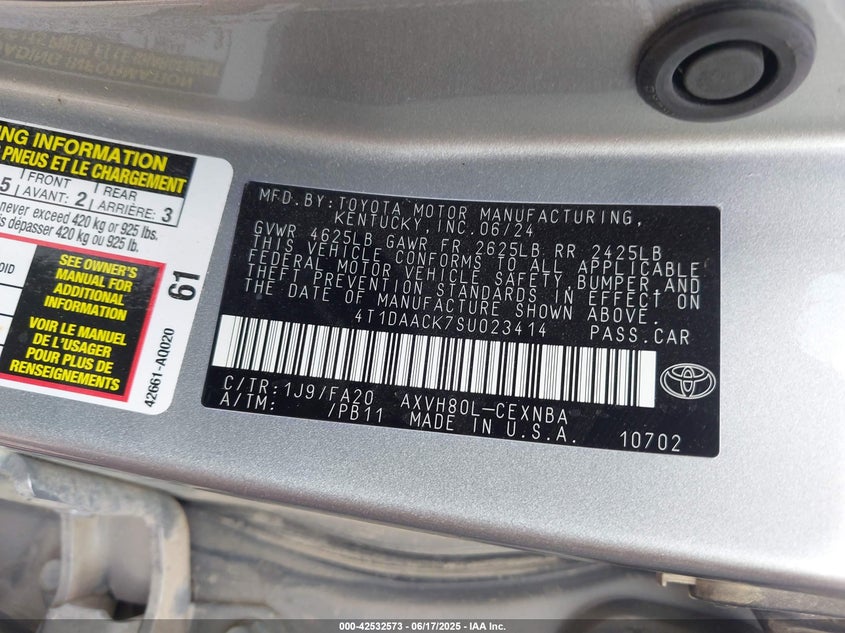 ING INFORMATION
PNEUS ET LE CHARGEMENT
5 FRONT AVANT: 2 REAR ARRIÈRE: 3
never exceed 420 kg or 925 lbs.
dépasser 420 kg ou 925 lb.
SEE OWNER'S
MANUAL FOR
ADDITIONAL
INFORMATION
VOIR LE MANUEL
DE L'USAGER
POUR PLUS DE
RENSEIGNEMENTS
61
42661-AQ020
MFD.BY:TOYOTA MOTOR MANUFACTURING,
KENTUCKY,INC.06/24
GVWR 4625LB GAWR FR 2625LB RR 2425LB
THIS VEHICLE CONFORMS TO ALL APPLICABLE
FEDERAL MOTOR VEHICLE SAFETY,BUMPER,AND
THEFT PREVENTION STANDARDS IN EFFECT ON
THE DATE OF MANUFACTURE SHOWN ABOVE.
4T1DAACK7SU023414 PASS.CAR
C/TR:1J9/FA20 AXVH80L-CEXNBA
A/TM: /PB11 MADE IN U.S.A. 10702
TOYOTA
000-42532573 - 06/17/2025 - IAA Inc.